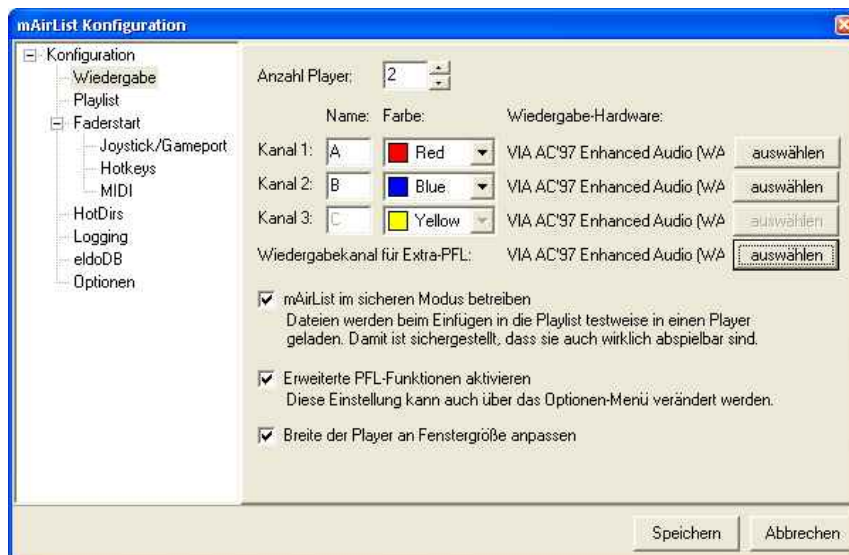 mAirList Konfiguration
Konfiguration
Wiedergabe
Playlist
Faderstart
Joystick/Gameport
Hotkeys
MIDI
HotDirs
Logging
eldoDB
Optionen
Anzahl Player: 2
Name: Farbe: Wiedergabe-Hardware:
Kanal 1: A Red VIA AC'97 Enhanced Audio (WA auswählen
Kanal 2: B Blue VIA AC'97 Enhanced Audio (WA auswählen
Kanal 3: C Yellow VIA AC'97 Enhanced Audio (WA auswählen
Wiedergabekanal für Extra-PFL: VIA AC'97 Enhanced Audio (WA auswählen
mAirList im sicheren Modus betreiben
Dateien werden beim Einfügen in die Playlist testweise in einen Player
geladen. Damit ist sichergestellt, dass sie auch wirklich abspielbar sind.
Erweiterte PFL-Funktionen aktivieren
Diese Einstellung kann auch über das Optionen-Menü verändert werden.
Breite der Player an Fenstergröße anpassen
Speichern Abbrechen